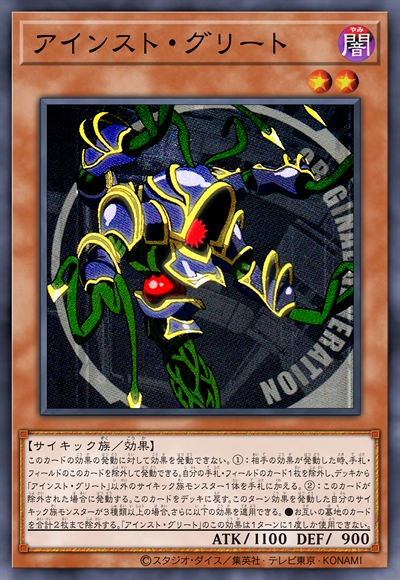 アインスト・グリート
やみ
闇
ORIGINAL GENERATION
【サイキック族／効果】
このカードの効果の発動に対して効果を発動できない。①：相手の効果が発動した時、手札・
フィールドのこのカードを除外して発動できる。自分の手札・フィールドのカード1枚を除外し、デッキから
「アインスト・グリート」以外のサイキック族モンスター1体を手札に加える。②：このカードが
除外された場合に発動する。このカードをデッキに戻す。このターン効果を発動した自分のサイ
キック族モンスターが3種類以上の場合、さらに以下の効果を適用できる。●お互いの墓地のカード
を合計2枚まで除外する。「アインスト・グリート」のこの効果は1ターンに1度しか使用できない。
ATK/1100 DEF/ 900
©スタジオ・ダイス／集英社・テレビ東京・KONAMI